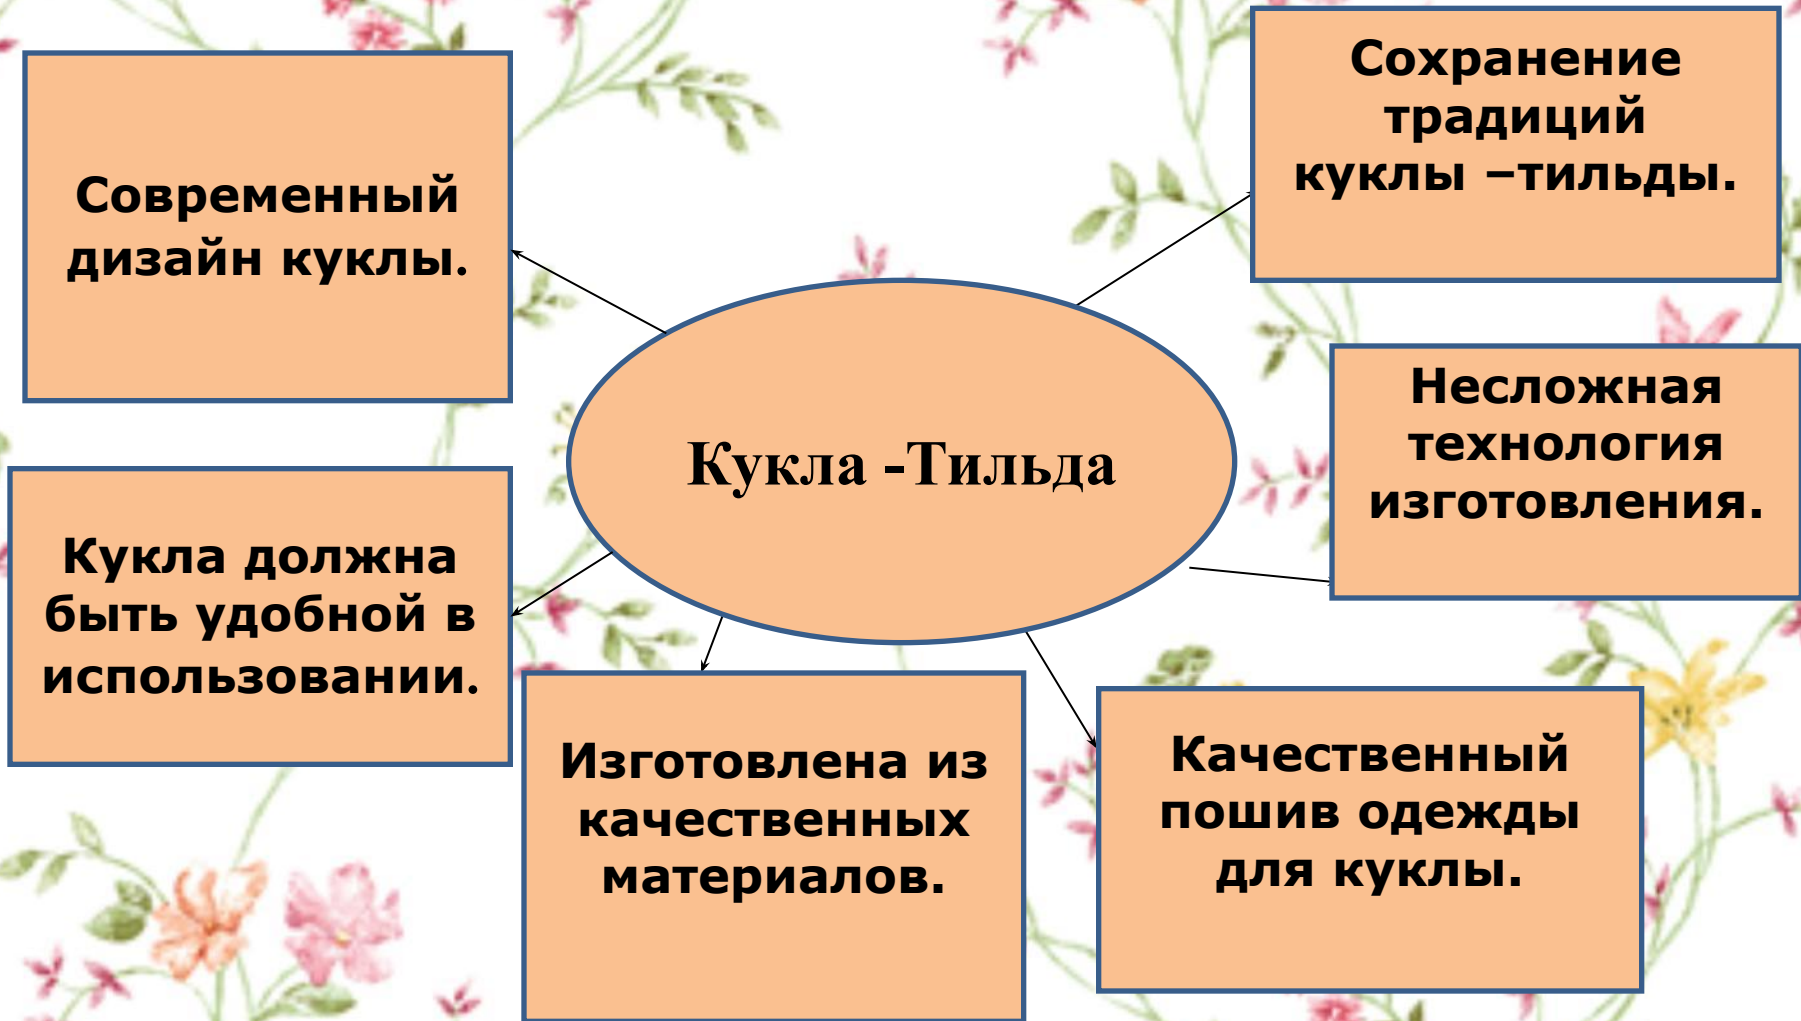 Современный
дизайн куклы.
Сохранение
традиций
куклы –тильды.
Кукла -Тильда
Несложная
технология
изготовления.
Кукла должна
быть удобной в
использовании.
Изготовлена из
качественных
материалов.
Качественный
пошив одежды
для куклы.